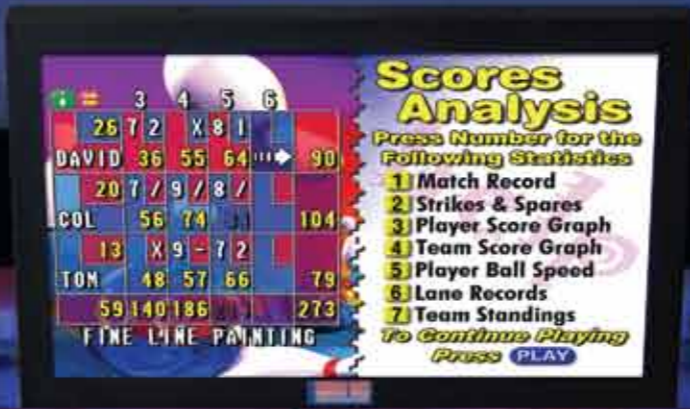 3 4 5 6
26 7 2 X 8 1
DAVID 36 55 64 90
20 7 / 9 / 8 /
COL 56 74 104
13 X 9 - 7 2
TOM 48 57 66 79
59 140 186 273
FINE LINE PAINTING
Scores
Analysis
Press Number for the
Following Statistics
1 Match Record
2 Strikes & Spares
3 Player Score Graph
4 Team Score Graph
5 Player Ball Speed
6 Lane Records
7 Team Standings
To Continue Playing
Press PLAY